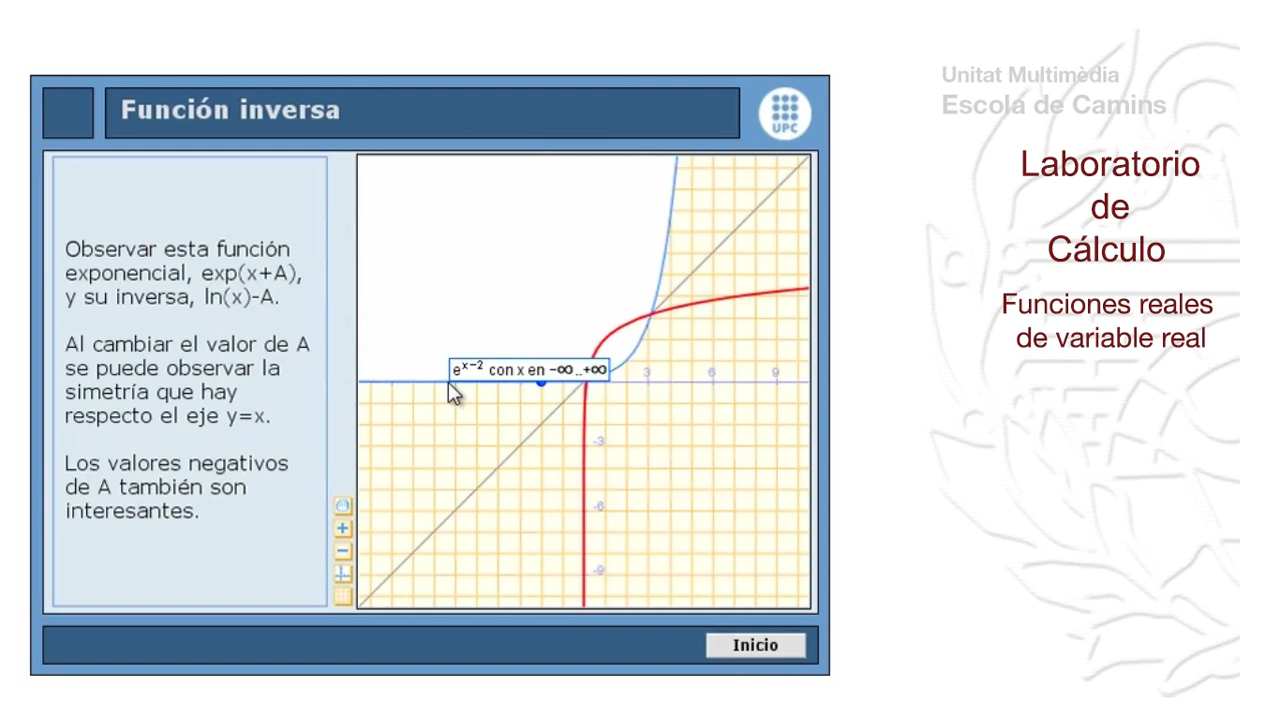 Unitat Multimèdia
Escola de Camins
Laboratorio
de
Cálculo
Funciones reales
de variable real
Función inversa
UPC
Observar esta función
exponencial, exp(x+A),
y su inversa, ln(x)-A.
Al cambiar el valor de A
se puede observar la
simetría que hay
respecto el eje y=x.
Los valores negativos
de A también son
interesantes.
e^{x−2} con x en −∞..+∞
3 6 9
-3
-6
-9
Inicio